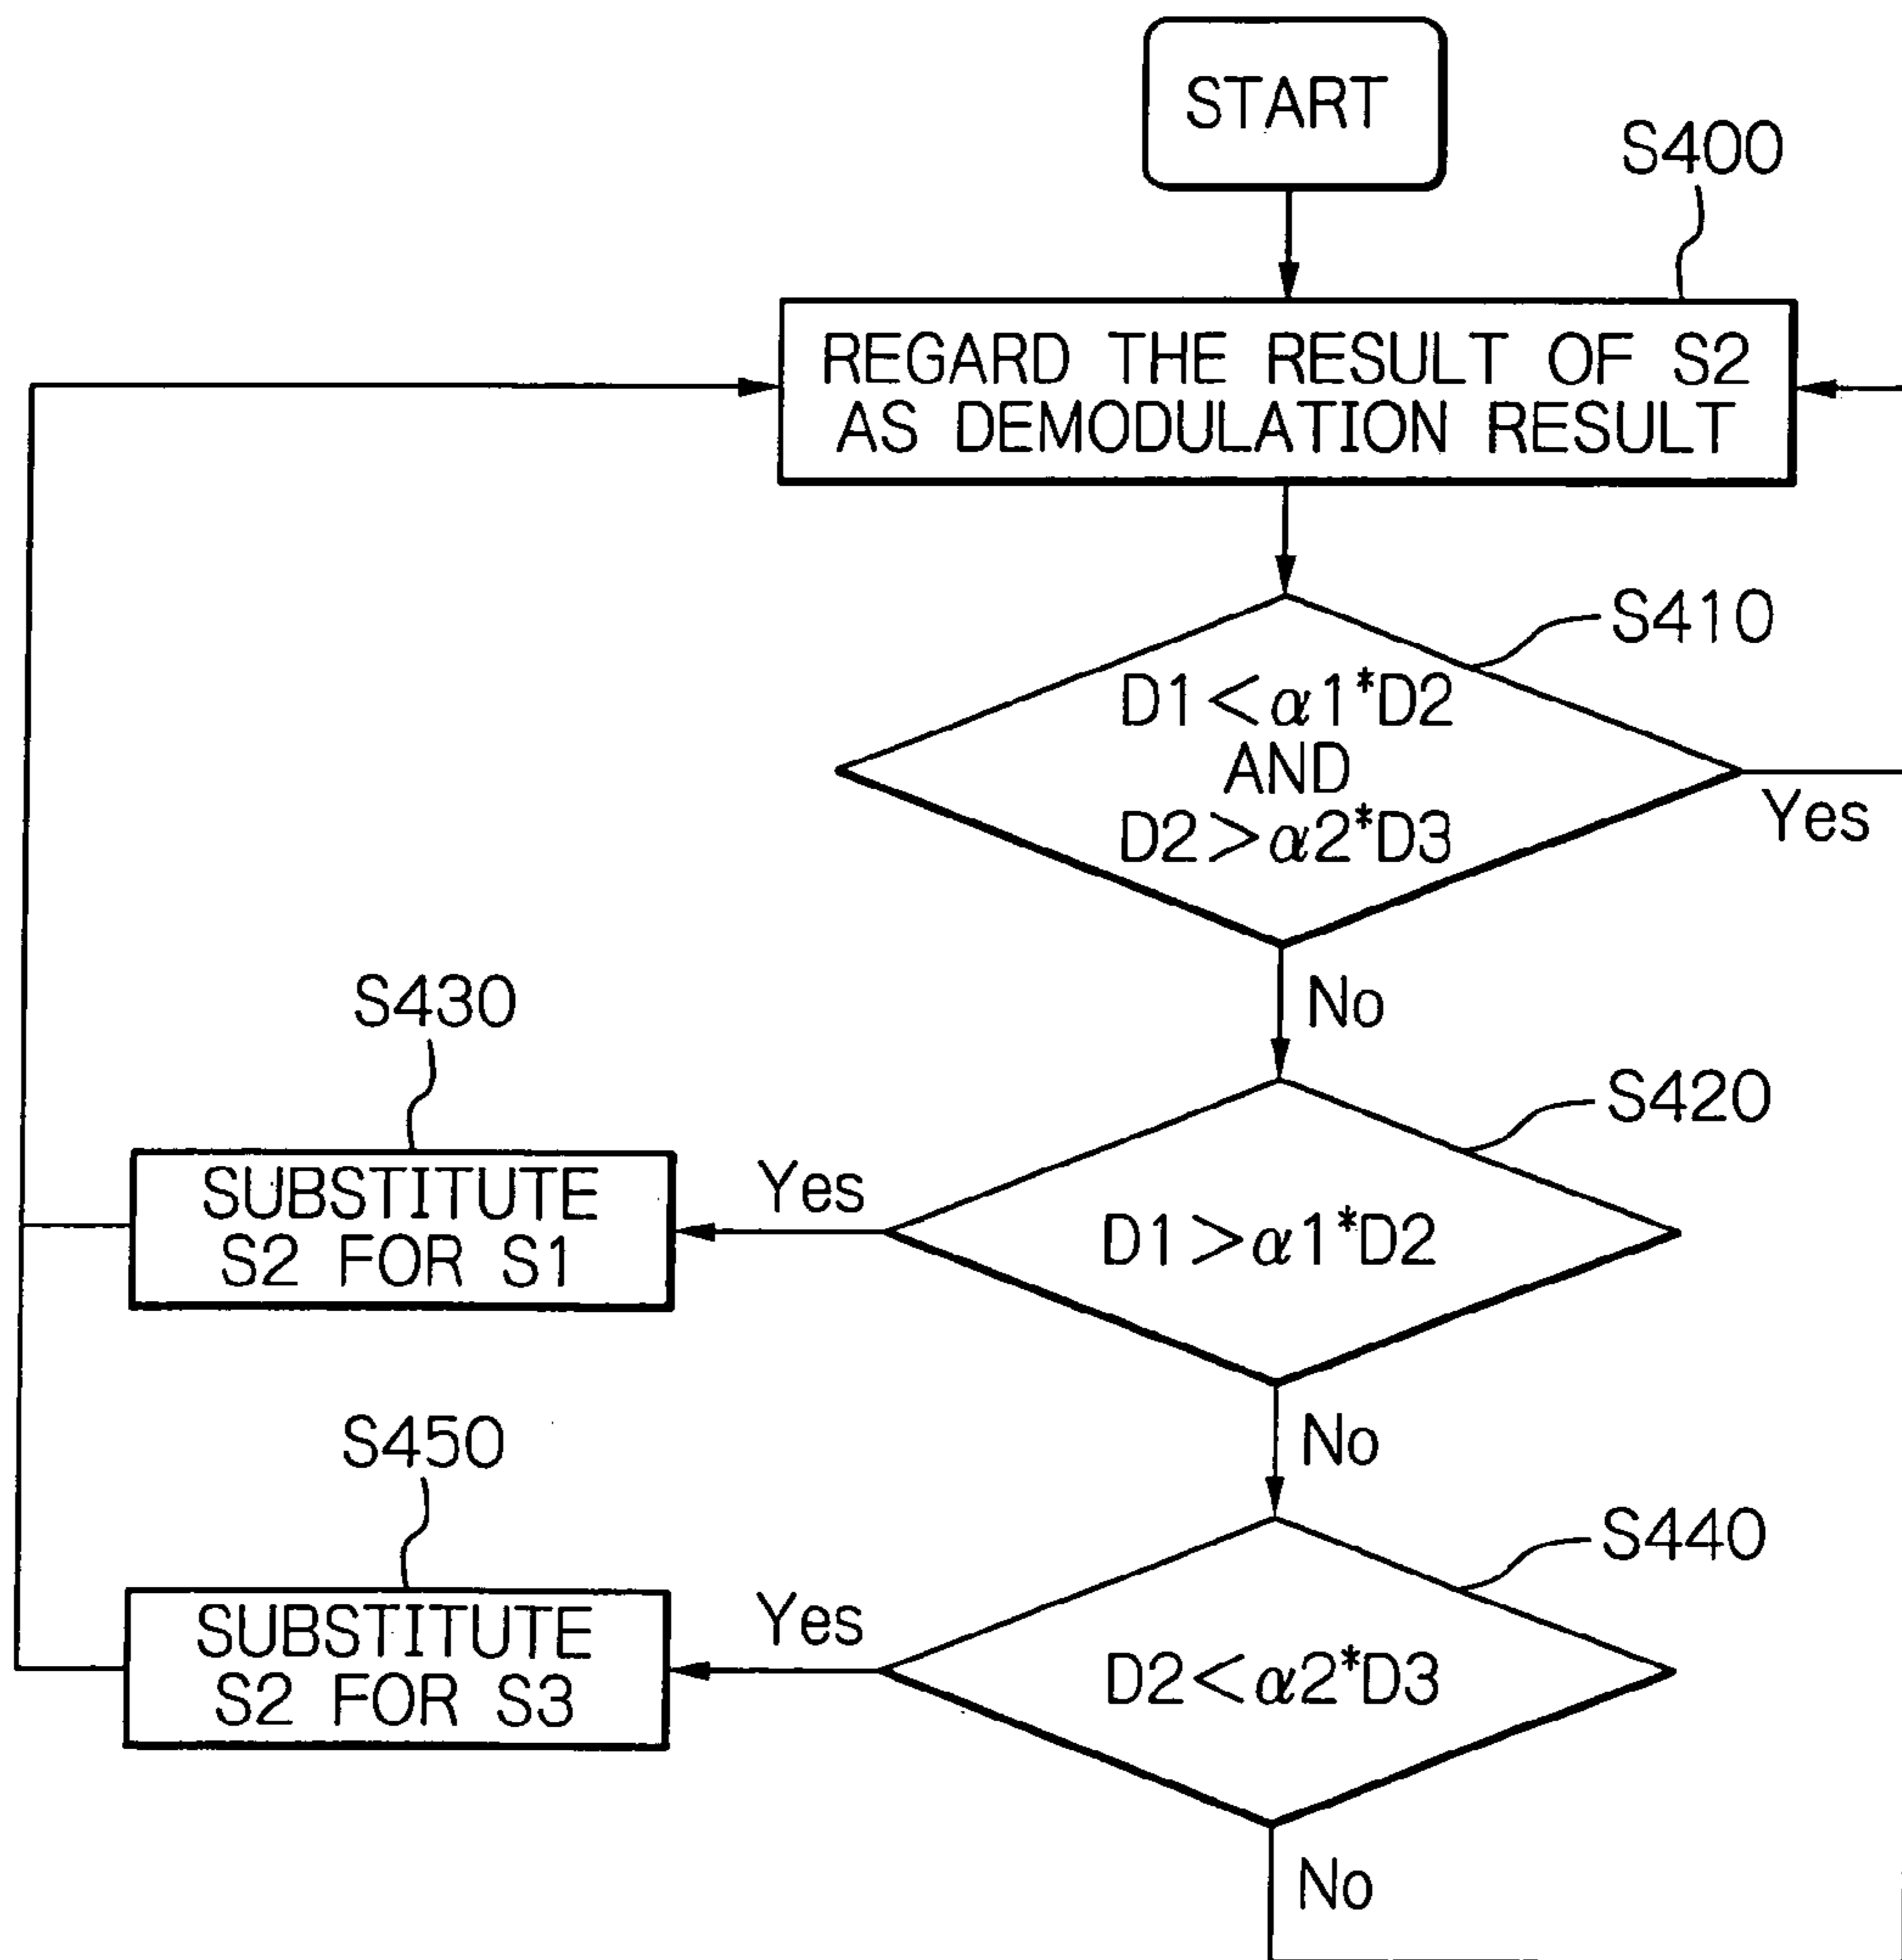 START
S400
REGARD THE RESULT OF S2
AS DEMODULATION RESULT
S410
D1<α1*D2
AND
D2>α2*D3
Yes
No
S430
S420
SUBSTITUTE
S2 FOR S1
Yes
D1>α1*D2
S450
No
S440
SUBSTITUTE
S2 FOR S3
Yes
D2<α2*D3
No